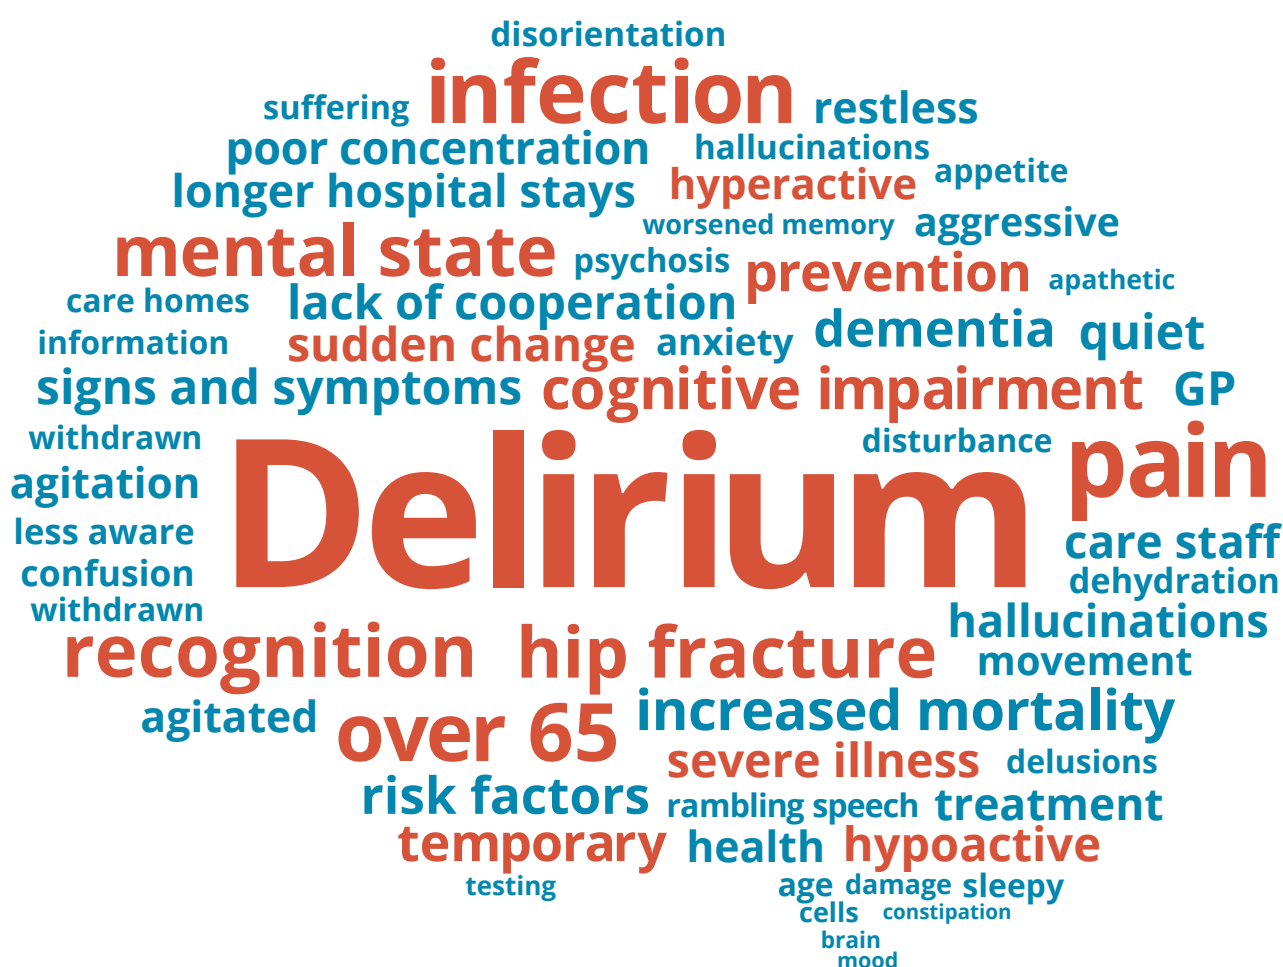 disorientation
suffering infection restless
poor concentration hallucinations
longer hospital stays hyperactive appetite
worsened memory aggressive
mental state psychosis prevention apathetic
care homes lack of cooperation dementia quiet
information sudden change anxiety
signs and symptoms cognitive impairment GP
withdrawn disturbance pain
agitation Delirium
less aware care staff
confusion dehydration
withdrawn hallucinations
recognition hip fracture movement
agitated over 65 increased mortality
severe illness delusions
risk factors rambling speech treatment
temporary health hypoactive
testing age damage sleepy
cells constipation
brain
mood